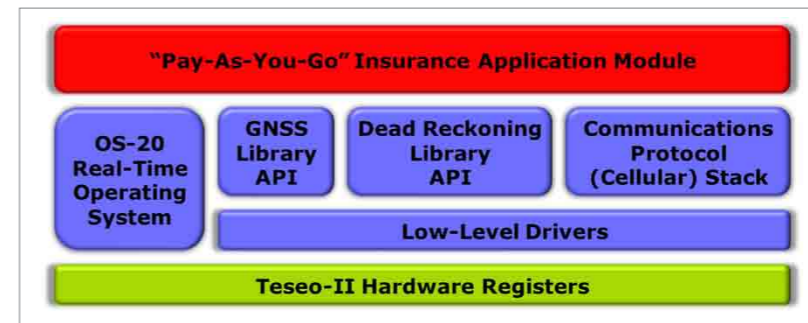 “Pay-As-You-Go” Insurance Application Module
OS-20
Real-Time
Operating
System
GNSS
Library
API
Dead Reckoning
Library
API
Communications
Protocol
(Cellular) Stack
Low-Level Drivers
Teseo-II Hardware Registers